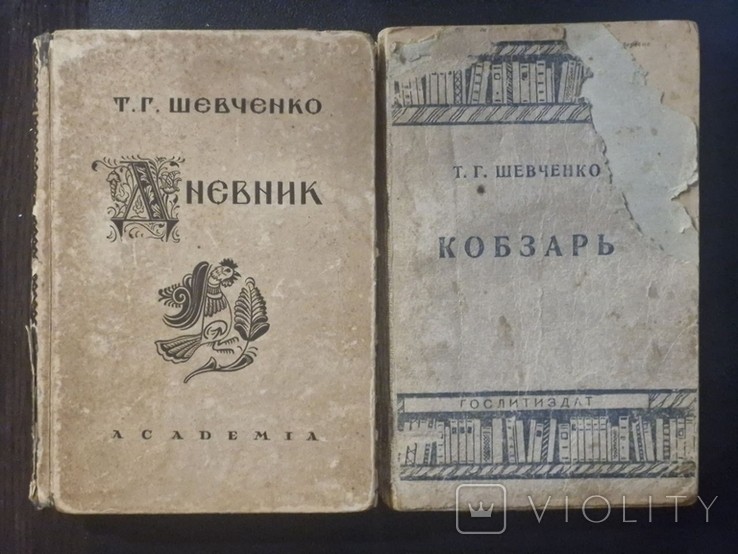 Т.Г. ШЕВЧЕНКО
ДНЕВНИК
ACADEMIA
Т. Г. ШЕВЧЕНКО
КОБЗАРЬ
ГОСЛИТИЗДАТ
VIOLITY